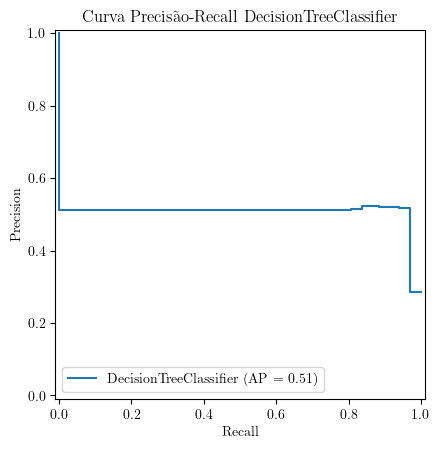 Curva Precisão-Recall DecisionTreeClassifier
1.0
0.8
0.6
0.4
0.2
0.0
Precision
DecisionTreeClassifier (AP = 0.51)
0.0 0.2 0.4 0.6 0.8 1.0
Recall